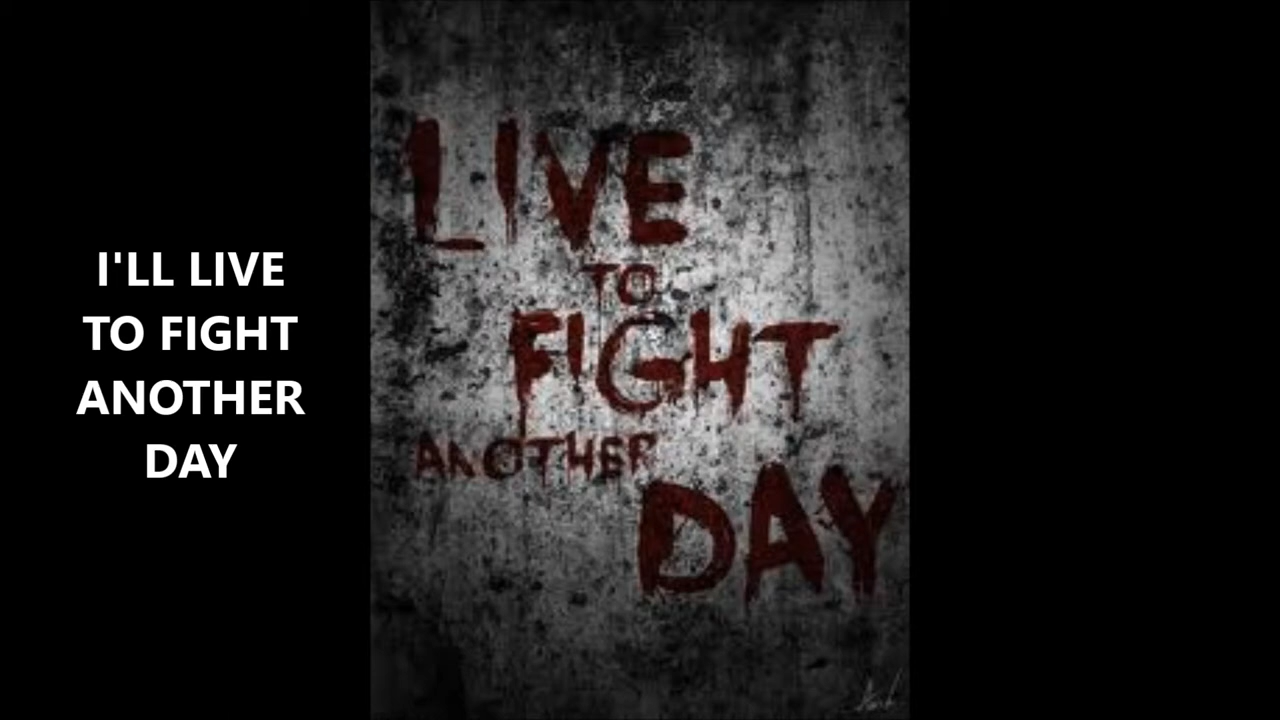 I'LL LIVE
TO FIGHT
ANOTHER
DAY
LIVE
TO
FIGHT
ANOTHER
DAY